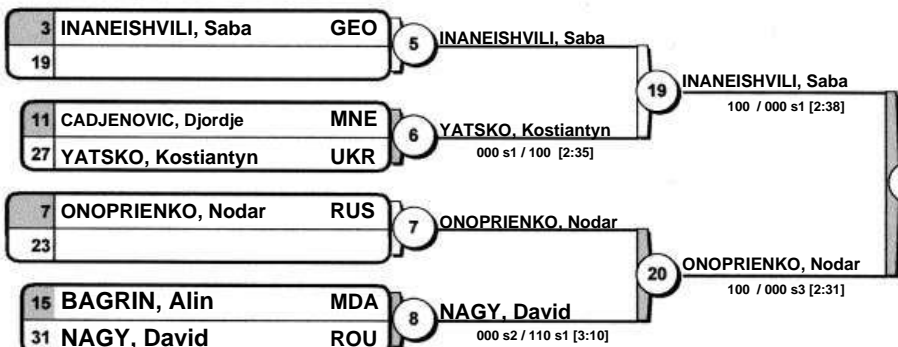 3 INANEISHVILI, Saba GEO
19
5
INANEISHVILI, Saba
11 CADJENOVIC, Djordje MNE
27 YATSKO, Kostiantyn UKR
6
YATSKO, Kostiantyn
000 s1 / 100 [2:35]
19
INANEISHVILI, Saba
100 / 000 s1 [2:38]
7 ONOPRIENKO, Nodar RUS
23
7
ONOPRIENKO, Nodar
15 BAGRIN, Alin MDA
31 NAGY, David ROU
8
NAGY, David
000 s2 / 110 s1 [3:10]
20
ONOPRIENKO, Nodar
100 / 000 s3 [2:31]